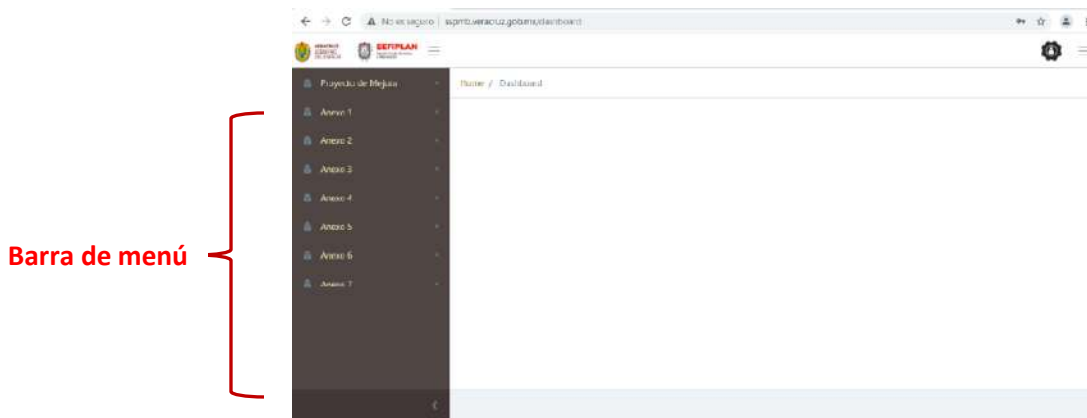 No es seguro | sspmb.veracruz.gob.mx/dashboard
SEFIPLAN
Proyecto de Mejora
Home / Dashboard
Anexo 1
Anexo 2
Anexo 3
Anexo 4
Anexo 5
Barra de menú
Anexo 6
Anexo 7